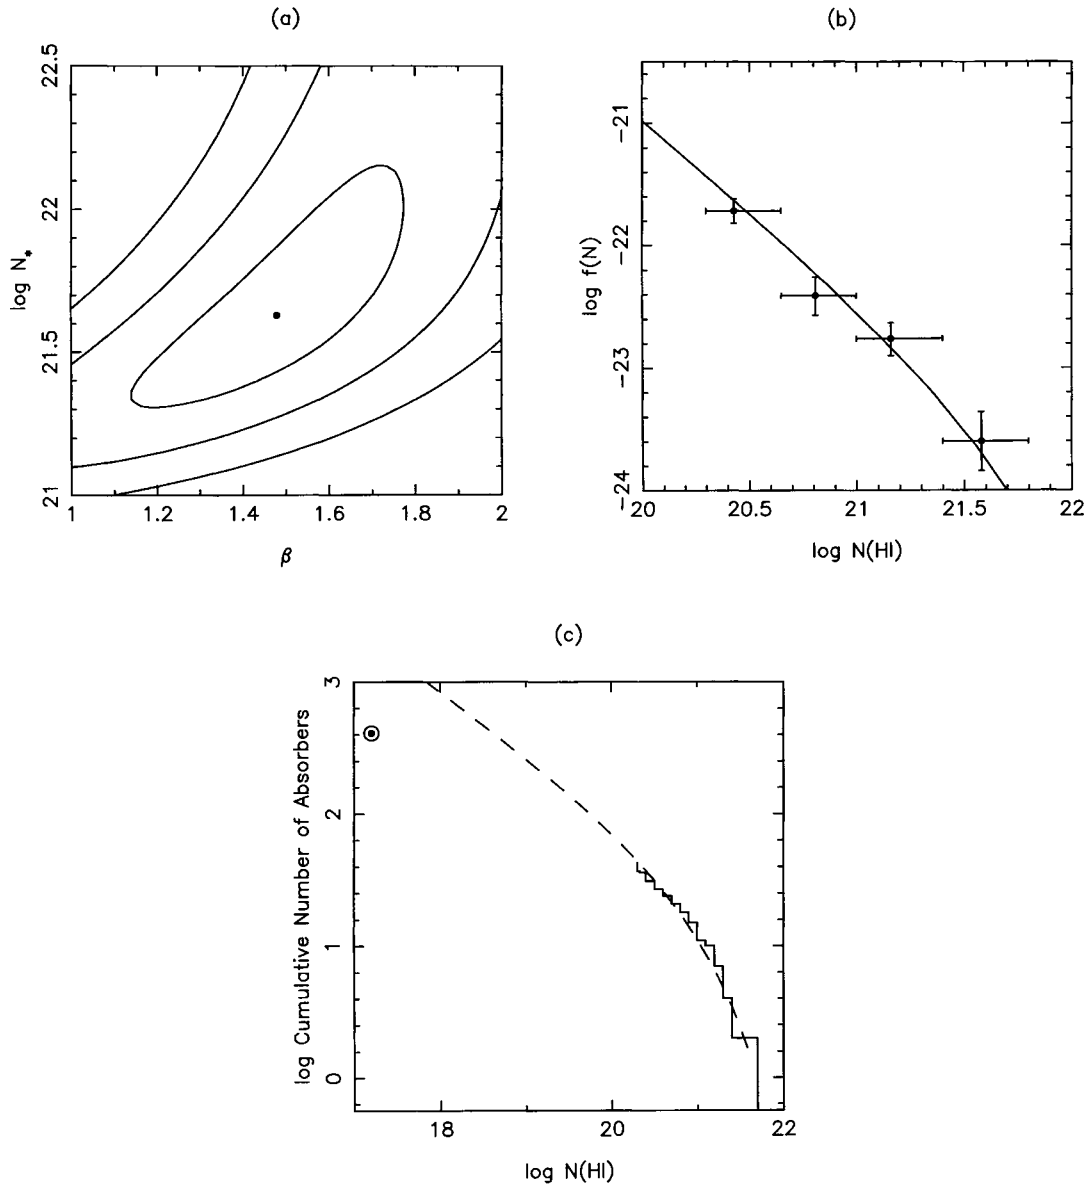 (a)
22.5
22
21.5
21
log N*
1 1.2 1.4 1.6 1.8 2
β
(b)
-21
-22
-23
-24
log f(N)
20 20.5 21 21.5 22
log N(HI)
(c)
3
2
1
0
log Cumulative Number of Absorbers
18 20 22
log N(HI)